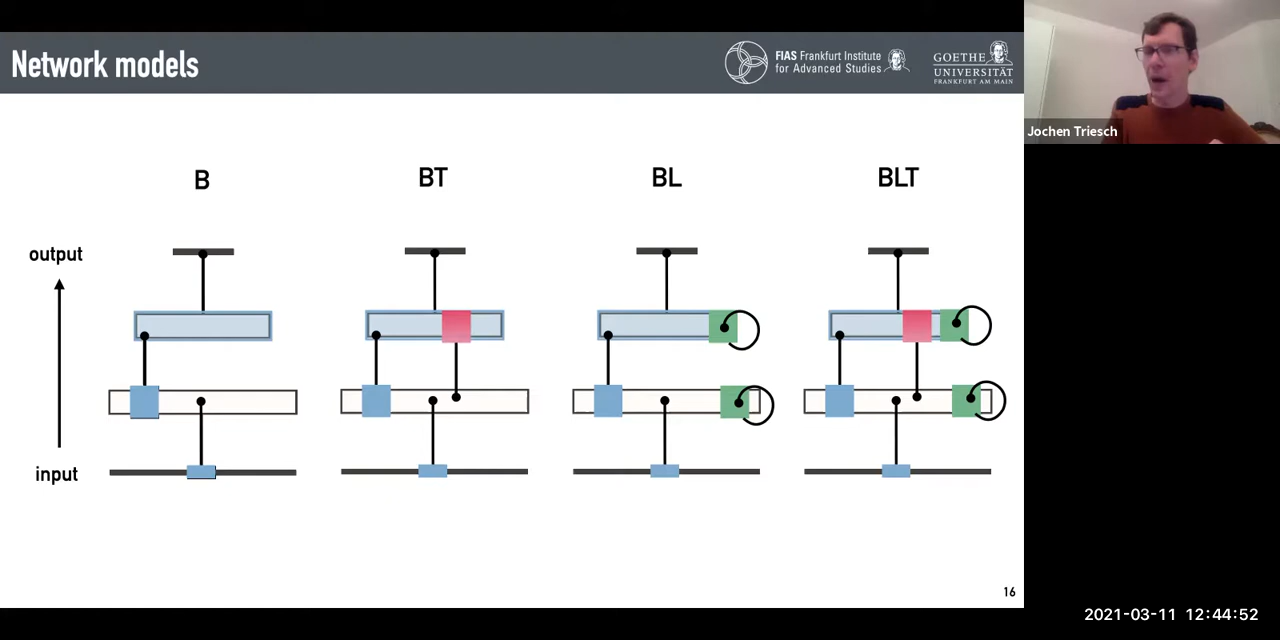 Network models
FIAS Frankfurt Institute
for Advanced Studies
GOETHE
UNIVERSITÄT
FRANKFURT AM MAIN
Jochen Triesch
B
BT
BL
BLT
output
input
16
2021-03-11 12:44:52